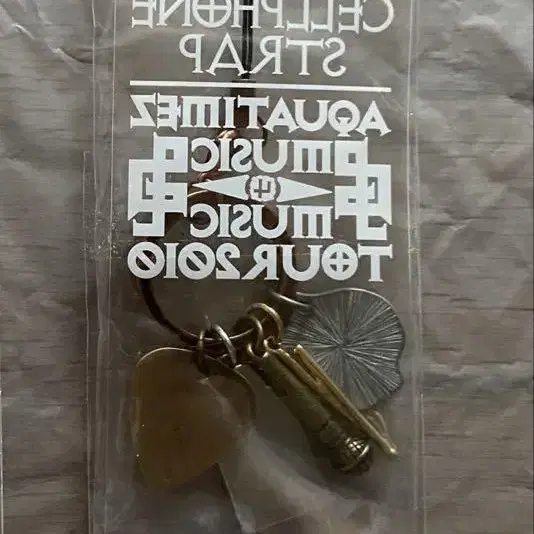 CELLPHONE
STRAP
AQUATIMEZ
MUSIC
4
MUSIC
TOUR2010